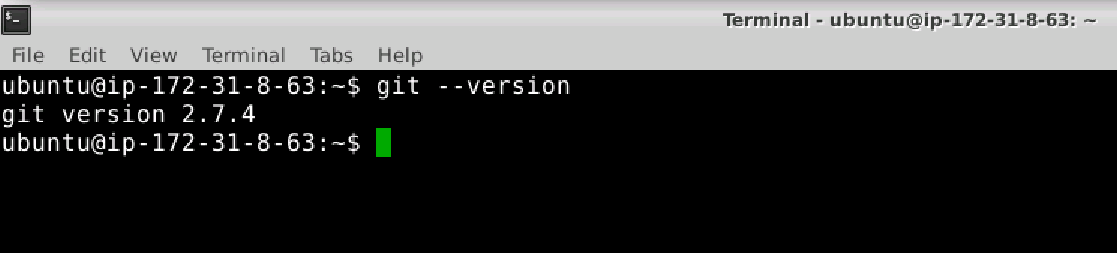 Terminal - ubuntu@ip-172-31-8-63: ~
File Edit View Terminal Tabs Help
ubuntu@ip-172-31-8-63:~$ git --version
git version 2.7.4
ubuntu@ip-172-31-8-63:~$